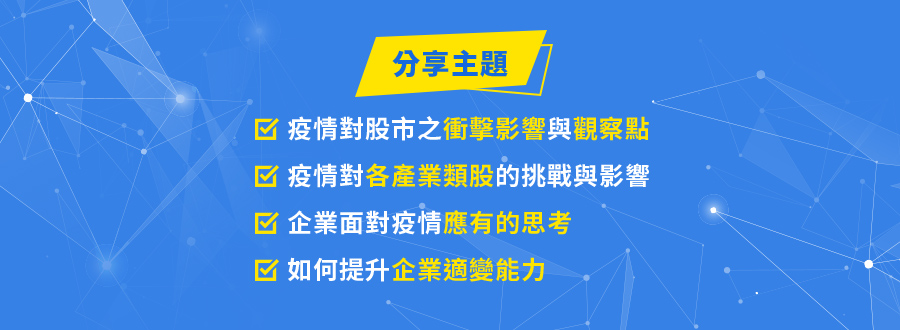 分享主題
疫情對股市之衝擊影響與觀察點
疫情對各產業類股的挑戰與影響
企業面對疫情應有的思考
如何提升企業適變能力